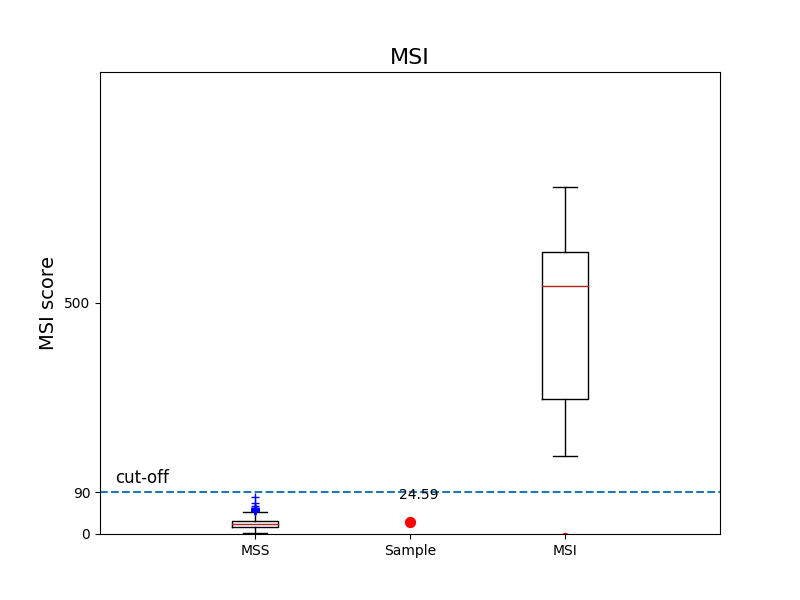 MSI
MSI score
500
cut-off
90
24.59
0
MSS
Sample
MSI